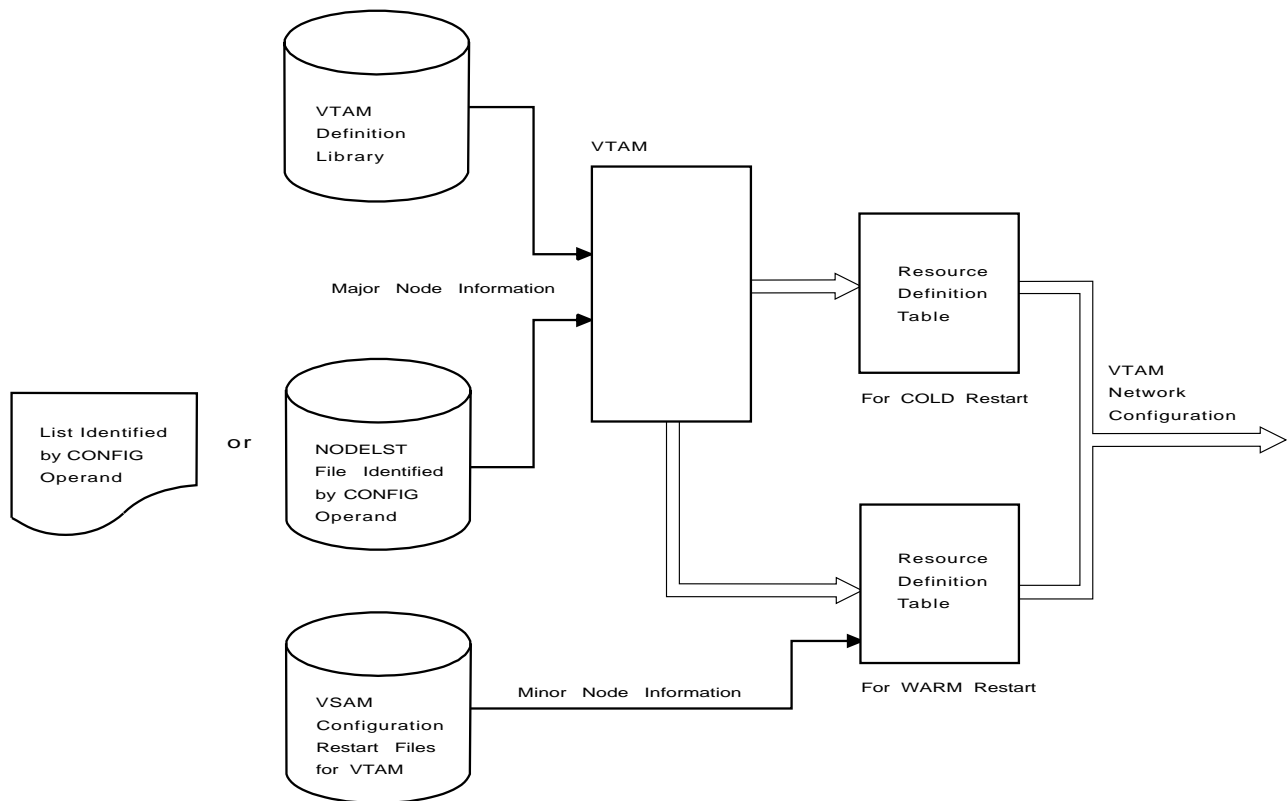 VTAM
Definition
Library
VTAM
Major Node Information
Resource
Definition
Table
For COLD Restart
VTAM
Network
Configuration
List Identified
by CONFIG
Operand
or
NODELST
File Identified
by CONFIG
Operand
Resource
Definition
Table
For WARM Restart
Minor Node Information
VSAM
Configuration
Restart Files
for VTAM